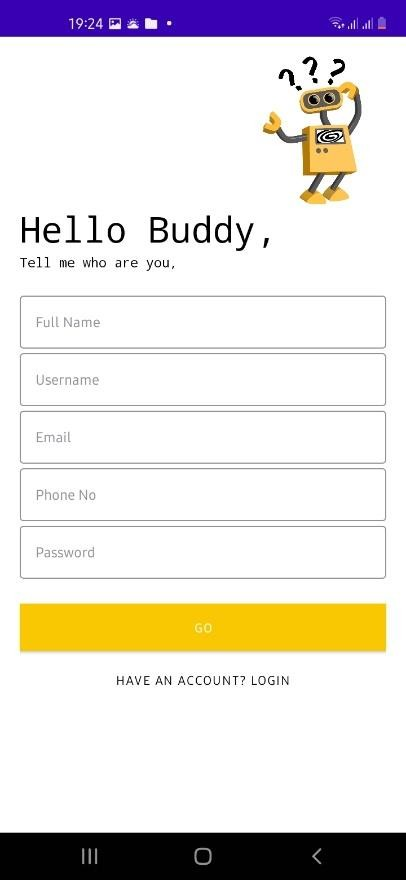 19:24
? ? ?
Hello Buddy,
Tell me who are you,
Full Name
Username
Email
Phone No
Password
GO
HAVE AN ACCOUNT? LOGIN